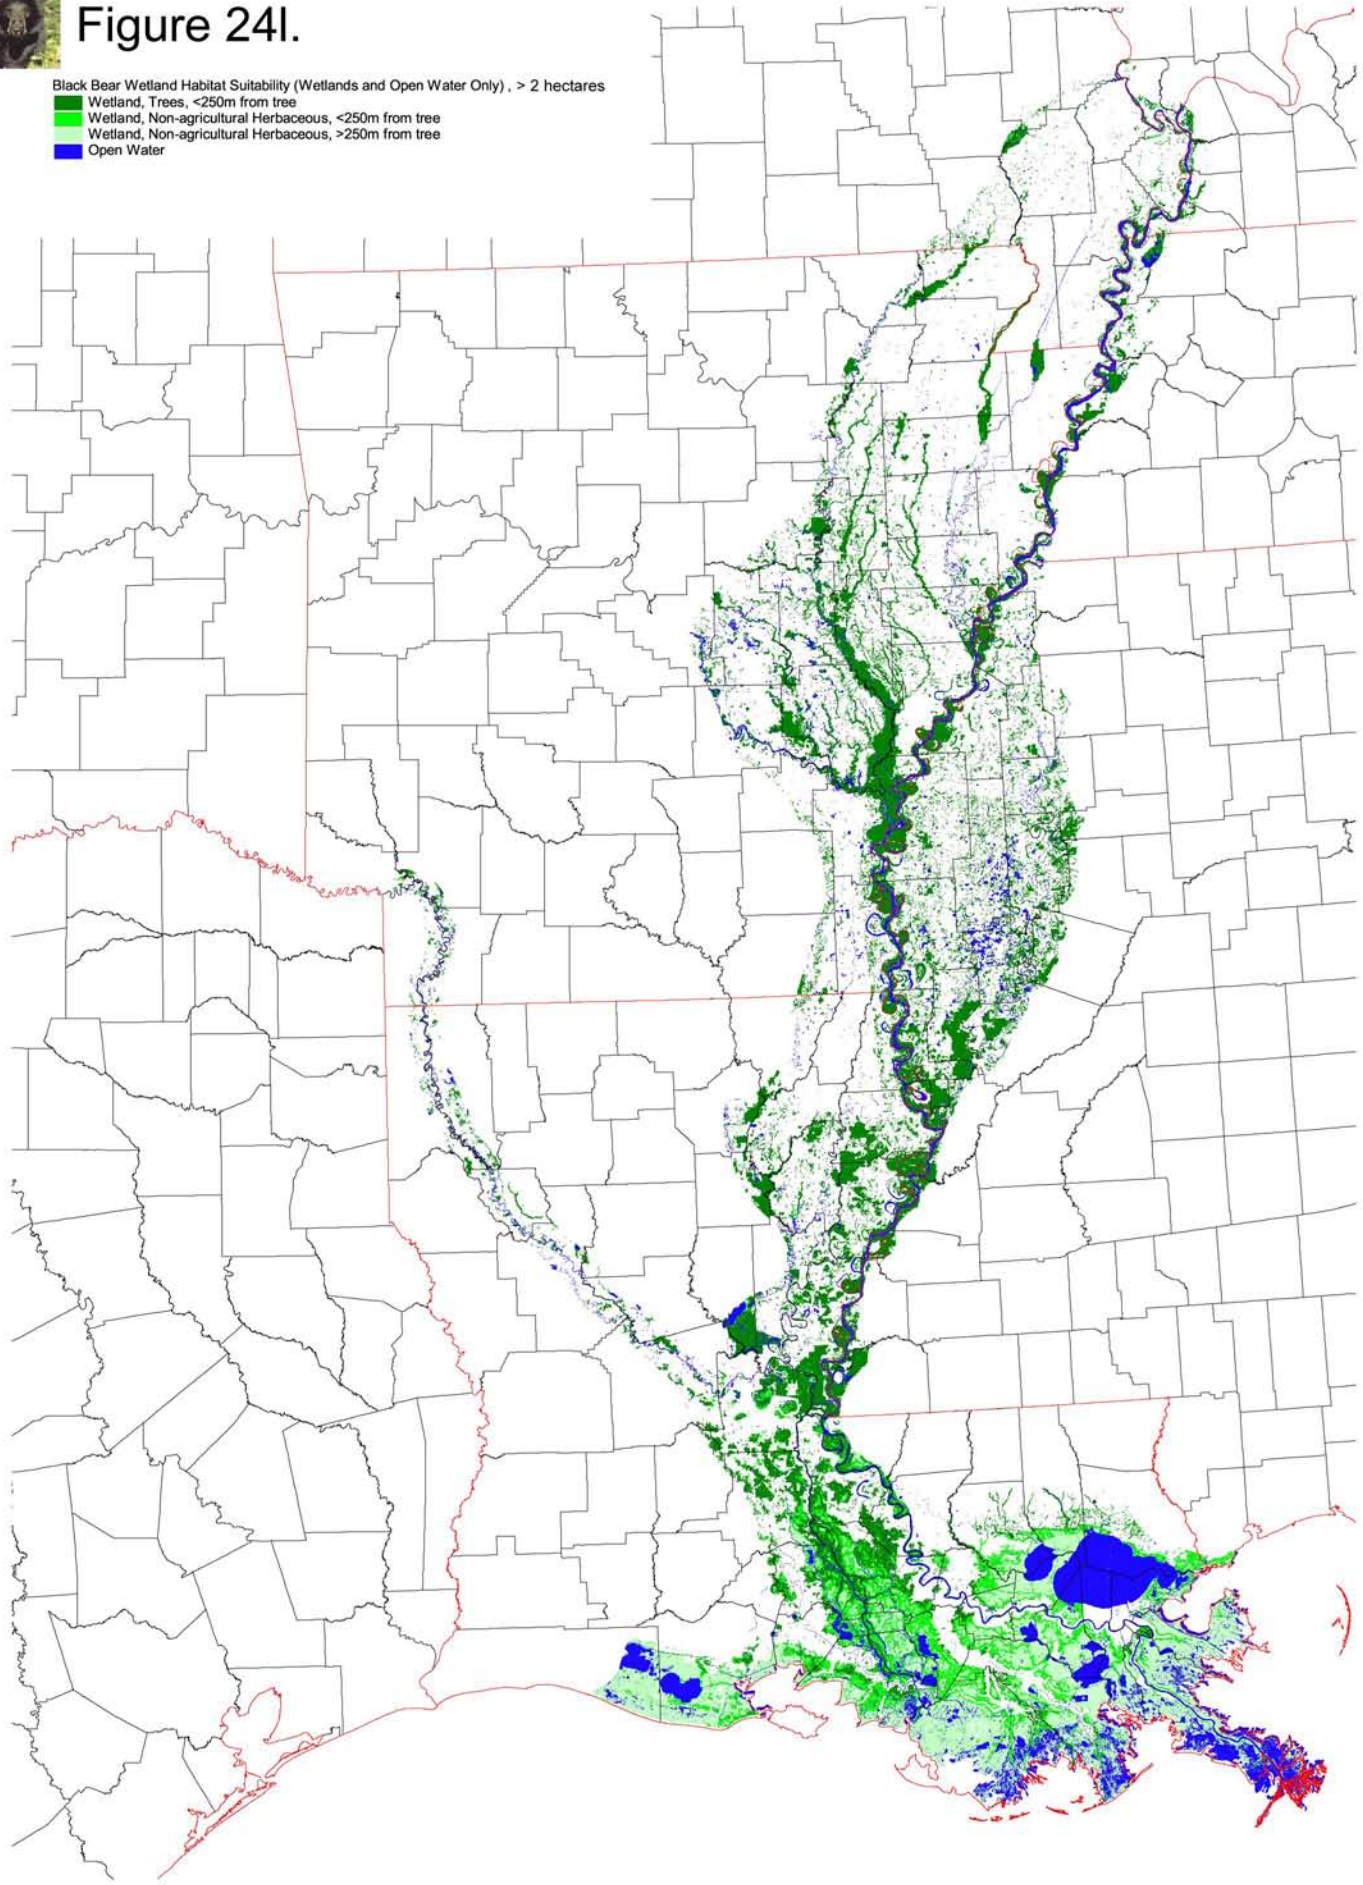 Figure 24I.
Black Bear Wetland Habitat Suitability (Wetlands and Open Water Only) , > 2 hectares
Wetland, Trees, <250m from tree
Wetland, Non-agricultural Herbaceous, <250m from tree
Wetland, Non-agricultural Herbaceous, >250m from tree
Open Water